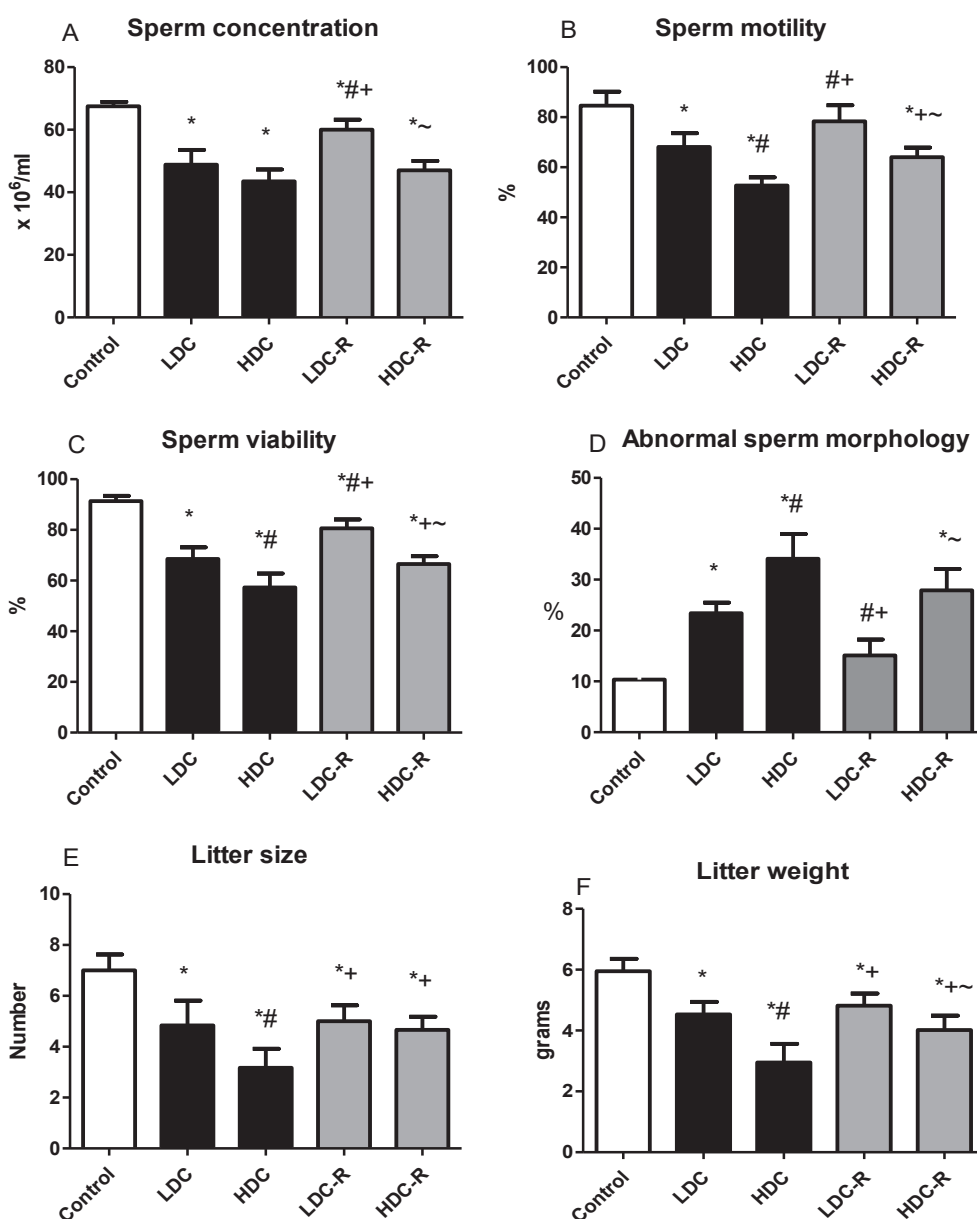 A Sperm concentration
x 10⁶/ml
80
60
40
20
0
*
*
*#+
*~
Control
LDC
HDC
LDC-R
HDC-R
B Sperm motility
%
100
80
60
40
20
0
*
*#
#+
*+~
Control
LDC
HDC
LDC-R
HDC-R
C Sperm viability
%
100
80
60
40
20
0
*
*#
*#+
*+~
Control
LDC
HDC
LDC-R
HDC-R
D Abnormal sperm morphology
%
50
40
30
20
10
0
*
*#
#+
*~
Control
LDC
HDC
LDC-R
HDC-R
E Litter size
Number
10
8
6
4
2
0
*
*#
*+
*+
Control
LDC
HDC
LDC-R
HDC-R
F Litter weight
grams
8
6
4
2
0
*
*#
*+
*+~
Control
LDC
HDC
LDC-R
HDC-R